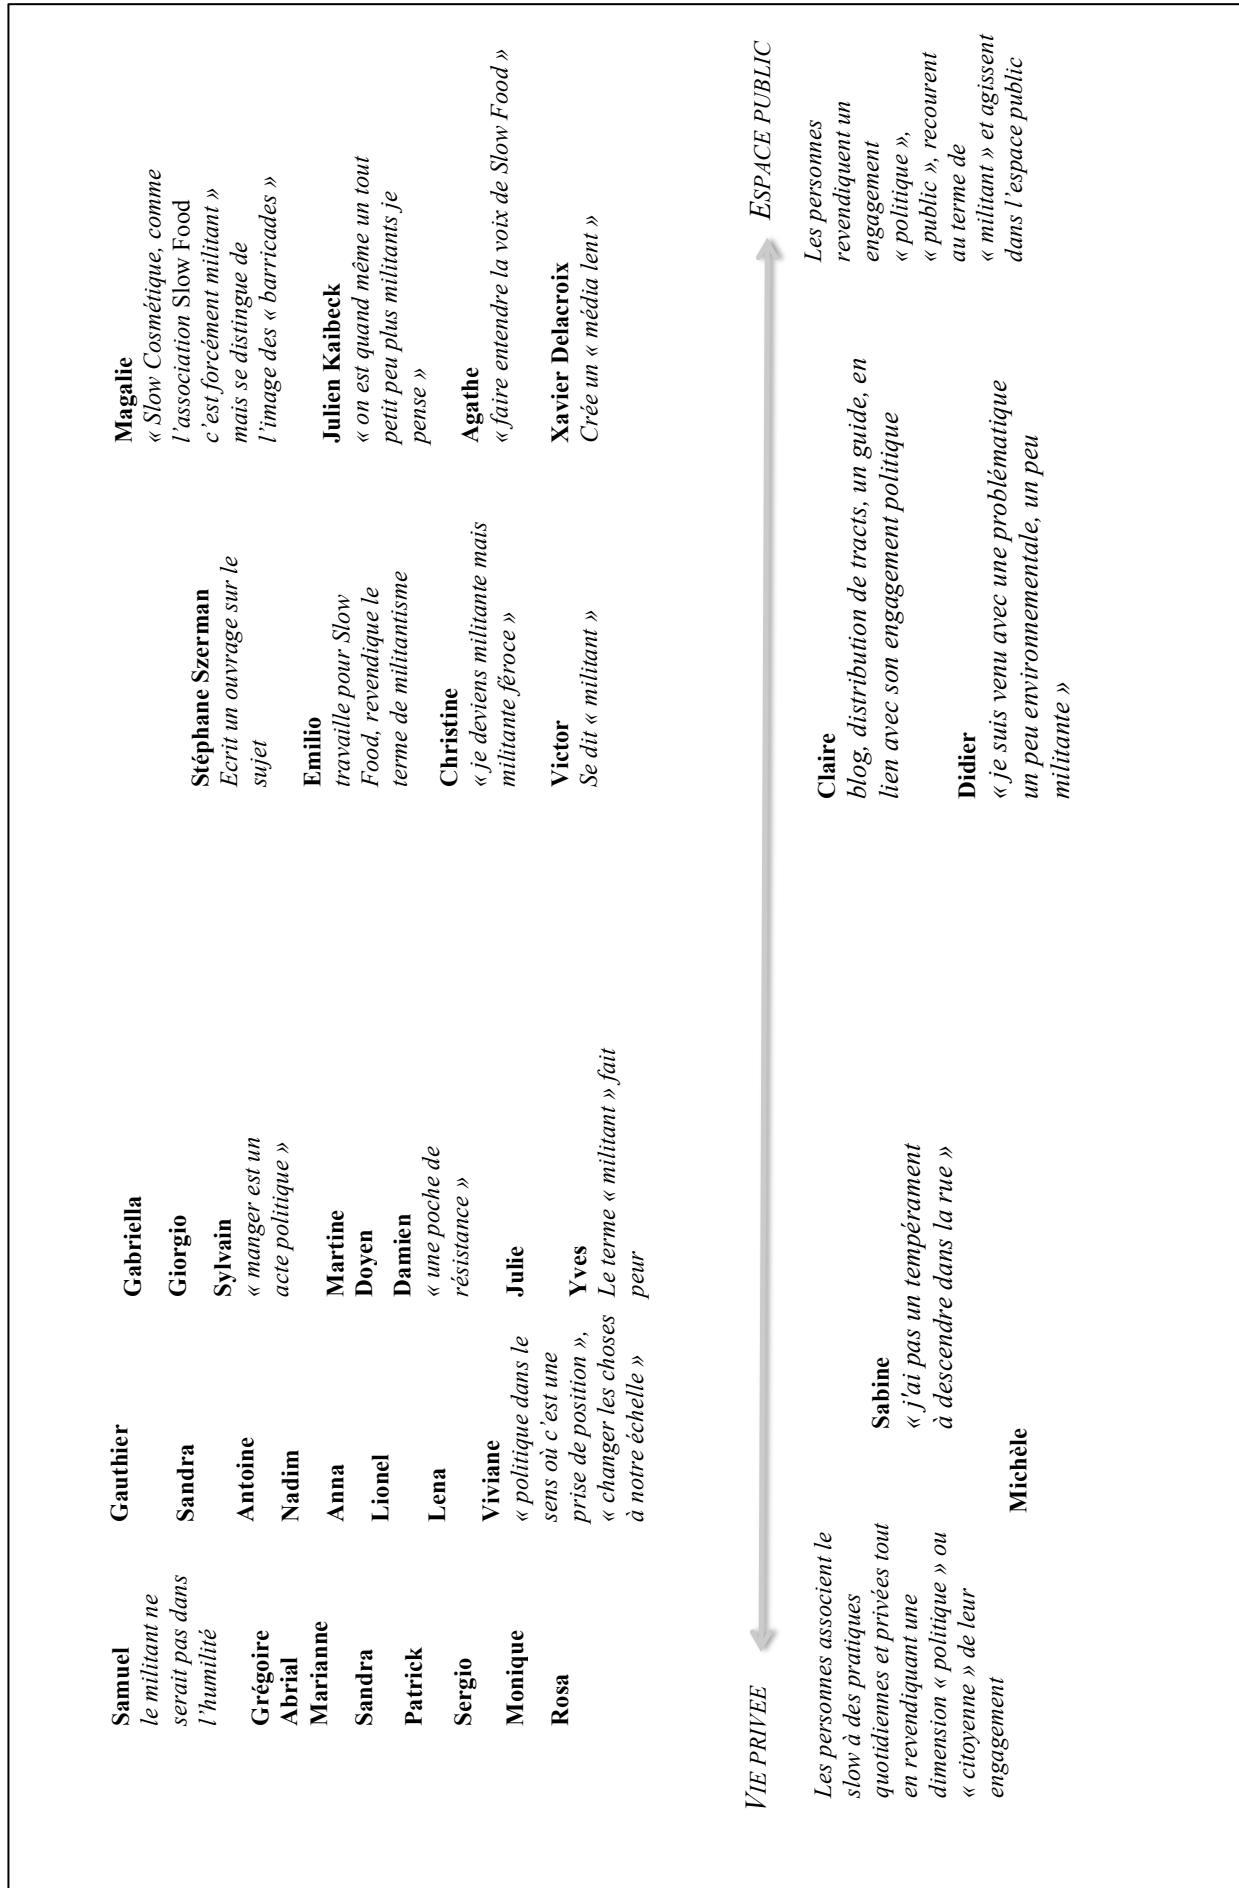 Samuel
le militant ne
serait pas dans
l'humilité
Grégoire
Abrial
Marianne
Sandra
Patrick
Sergio
Monique
Rosa
Gauthier
Sandra
Antoine
Nadim
Anna
Lionel
Lena
Viviane
« politique dans le
sens où c'est une
prise de position »,
« changer les choses
à notre échelle »
Gabriella
Giorgio
Sylvain
« manger est un
acte politique »
Martine
Doyen
Damien
« une poche de
résistance »
Julie
Yves
Le terme « militant » fait
peur
Stéphane Szerman
Ecrit un ouvrage sur le
sujet
Emilio
travaille pour Slow
Food, revendique le
terme de militantisme
Christine
« je deviens militante mais
militante féroce »
Victor
Se dit « militant »
Magalie
« Slow Cosmétique, comme
l'association Slow Food
c'est forcément militant »
mais se distingue de
l'image des « barricades »
Julien Kaibeck
« on est quand même un tout
petit peu plus militants je
pense »
Agathe
« faire entendre la voix de Slow Food »
Xavier Delacroix
Crée un « média lent »
VIE PRIVEE
ESPACE PUBLIC
Les personnes associent le
slow à des pratiques
quotidiennes et privées tout
en revendiquant une
dimension « politique » ou
« citoyenne » de leur
engagement
Michèle
Sabine
« j'ai pas un tempérament
à descendre dans la rue »
Claire
blog, distribution de tracts, un guide, en
lien avec son engagement politique
Didier
« je suis venu avec une problématique
un peu environnementale, un peu
militante »
Les personnes
revendiquent un
engagement
« politique »,
« public », recourent
au terme de
« militant » et agissent
dans l'espace public